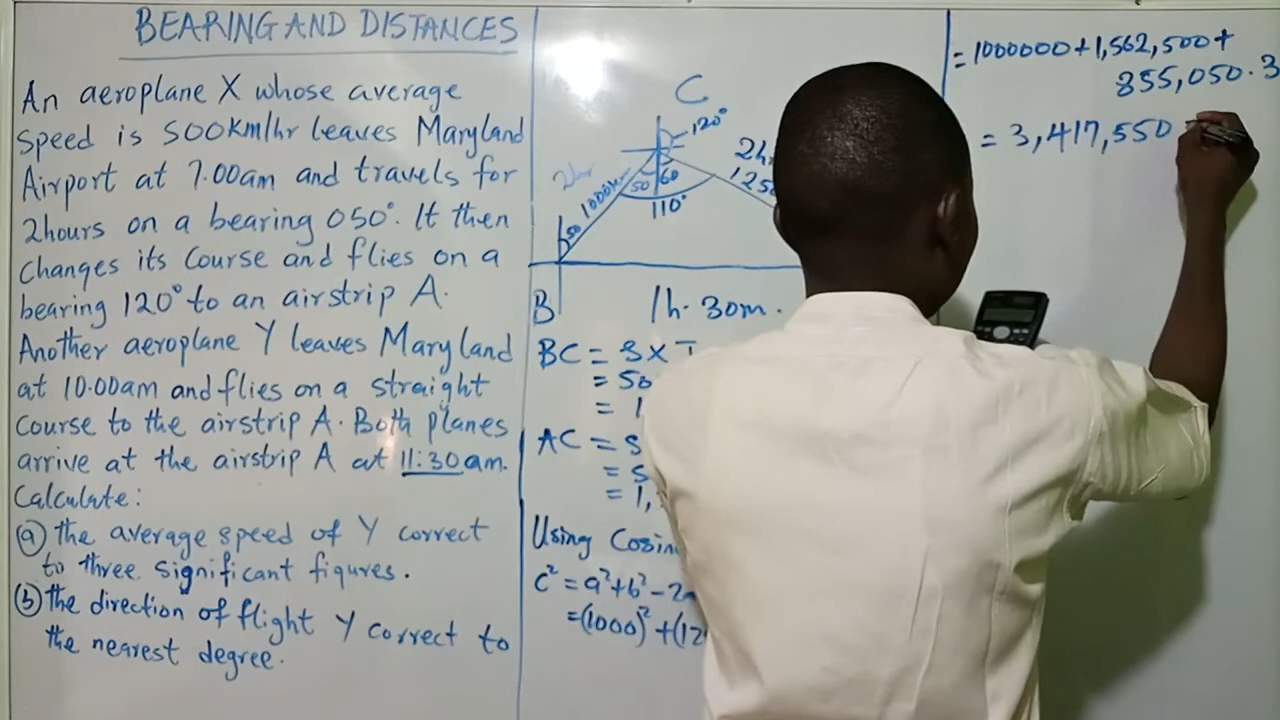 BEARING AND DISTANCES
An aeroplane X whose average
speed is 500km/hr leaves Maryland
Airport at 7.00am and travels for
2hours on a bearing 050°. It then
changes its course and flies on a
bearing 120° to an airstrip A.
Another aeroplane Y leaves Maryland
at 10.00am and flies on a straight
course to the airstrip A. Both planes
arrive at the airstrip A at 11:30am.
Calculate:
(a) the average speed of Y correct
to three significant figures.
(b) the direction of flight Y correct to
the nearest degree.
C
120°
2hr
1000km
50 60
110°
50
B
1h. 30m.
BC = S x T
= 50
= 1
AC = S
= 5
= 1,
Using Cosin
c² = a² + b² - 2a
= (1000)² + (12
= 1000000 + 1,562,500 +
855,050.3
= 3,417,550